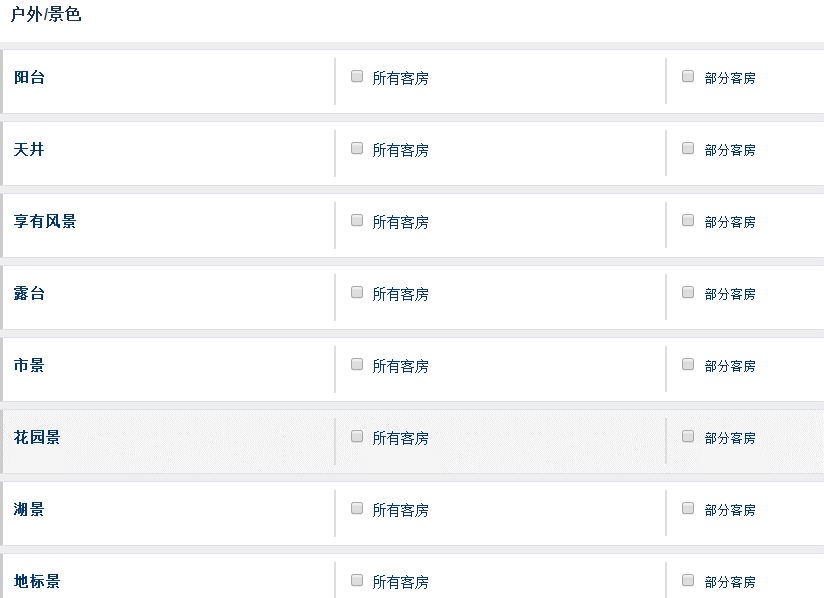 户外/景色
阳台 所有客房 部分客房
天井 所有客房 部分客房
享有风景 所有客房 部分客房
露台 所有客房 部分客房
市景 所有客房 部分客房
花园景 所有客房 部分客房
湖景 所有客房 部分客房
地标景 所有客房 部分客房